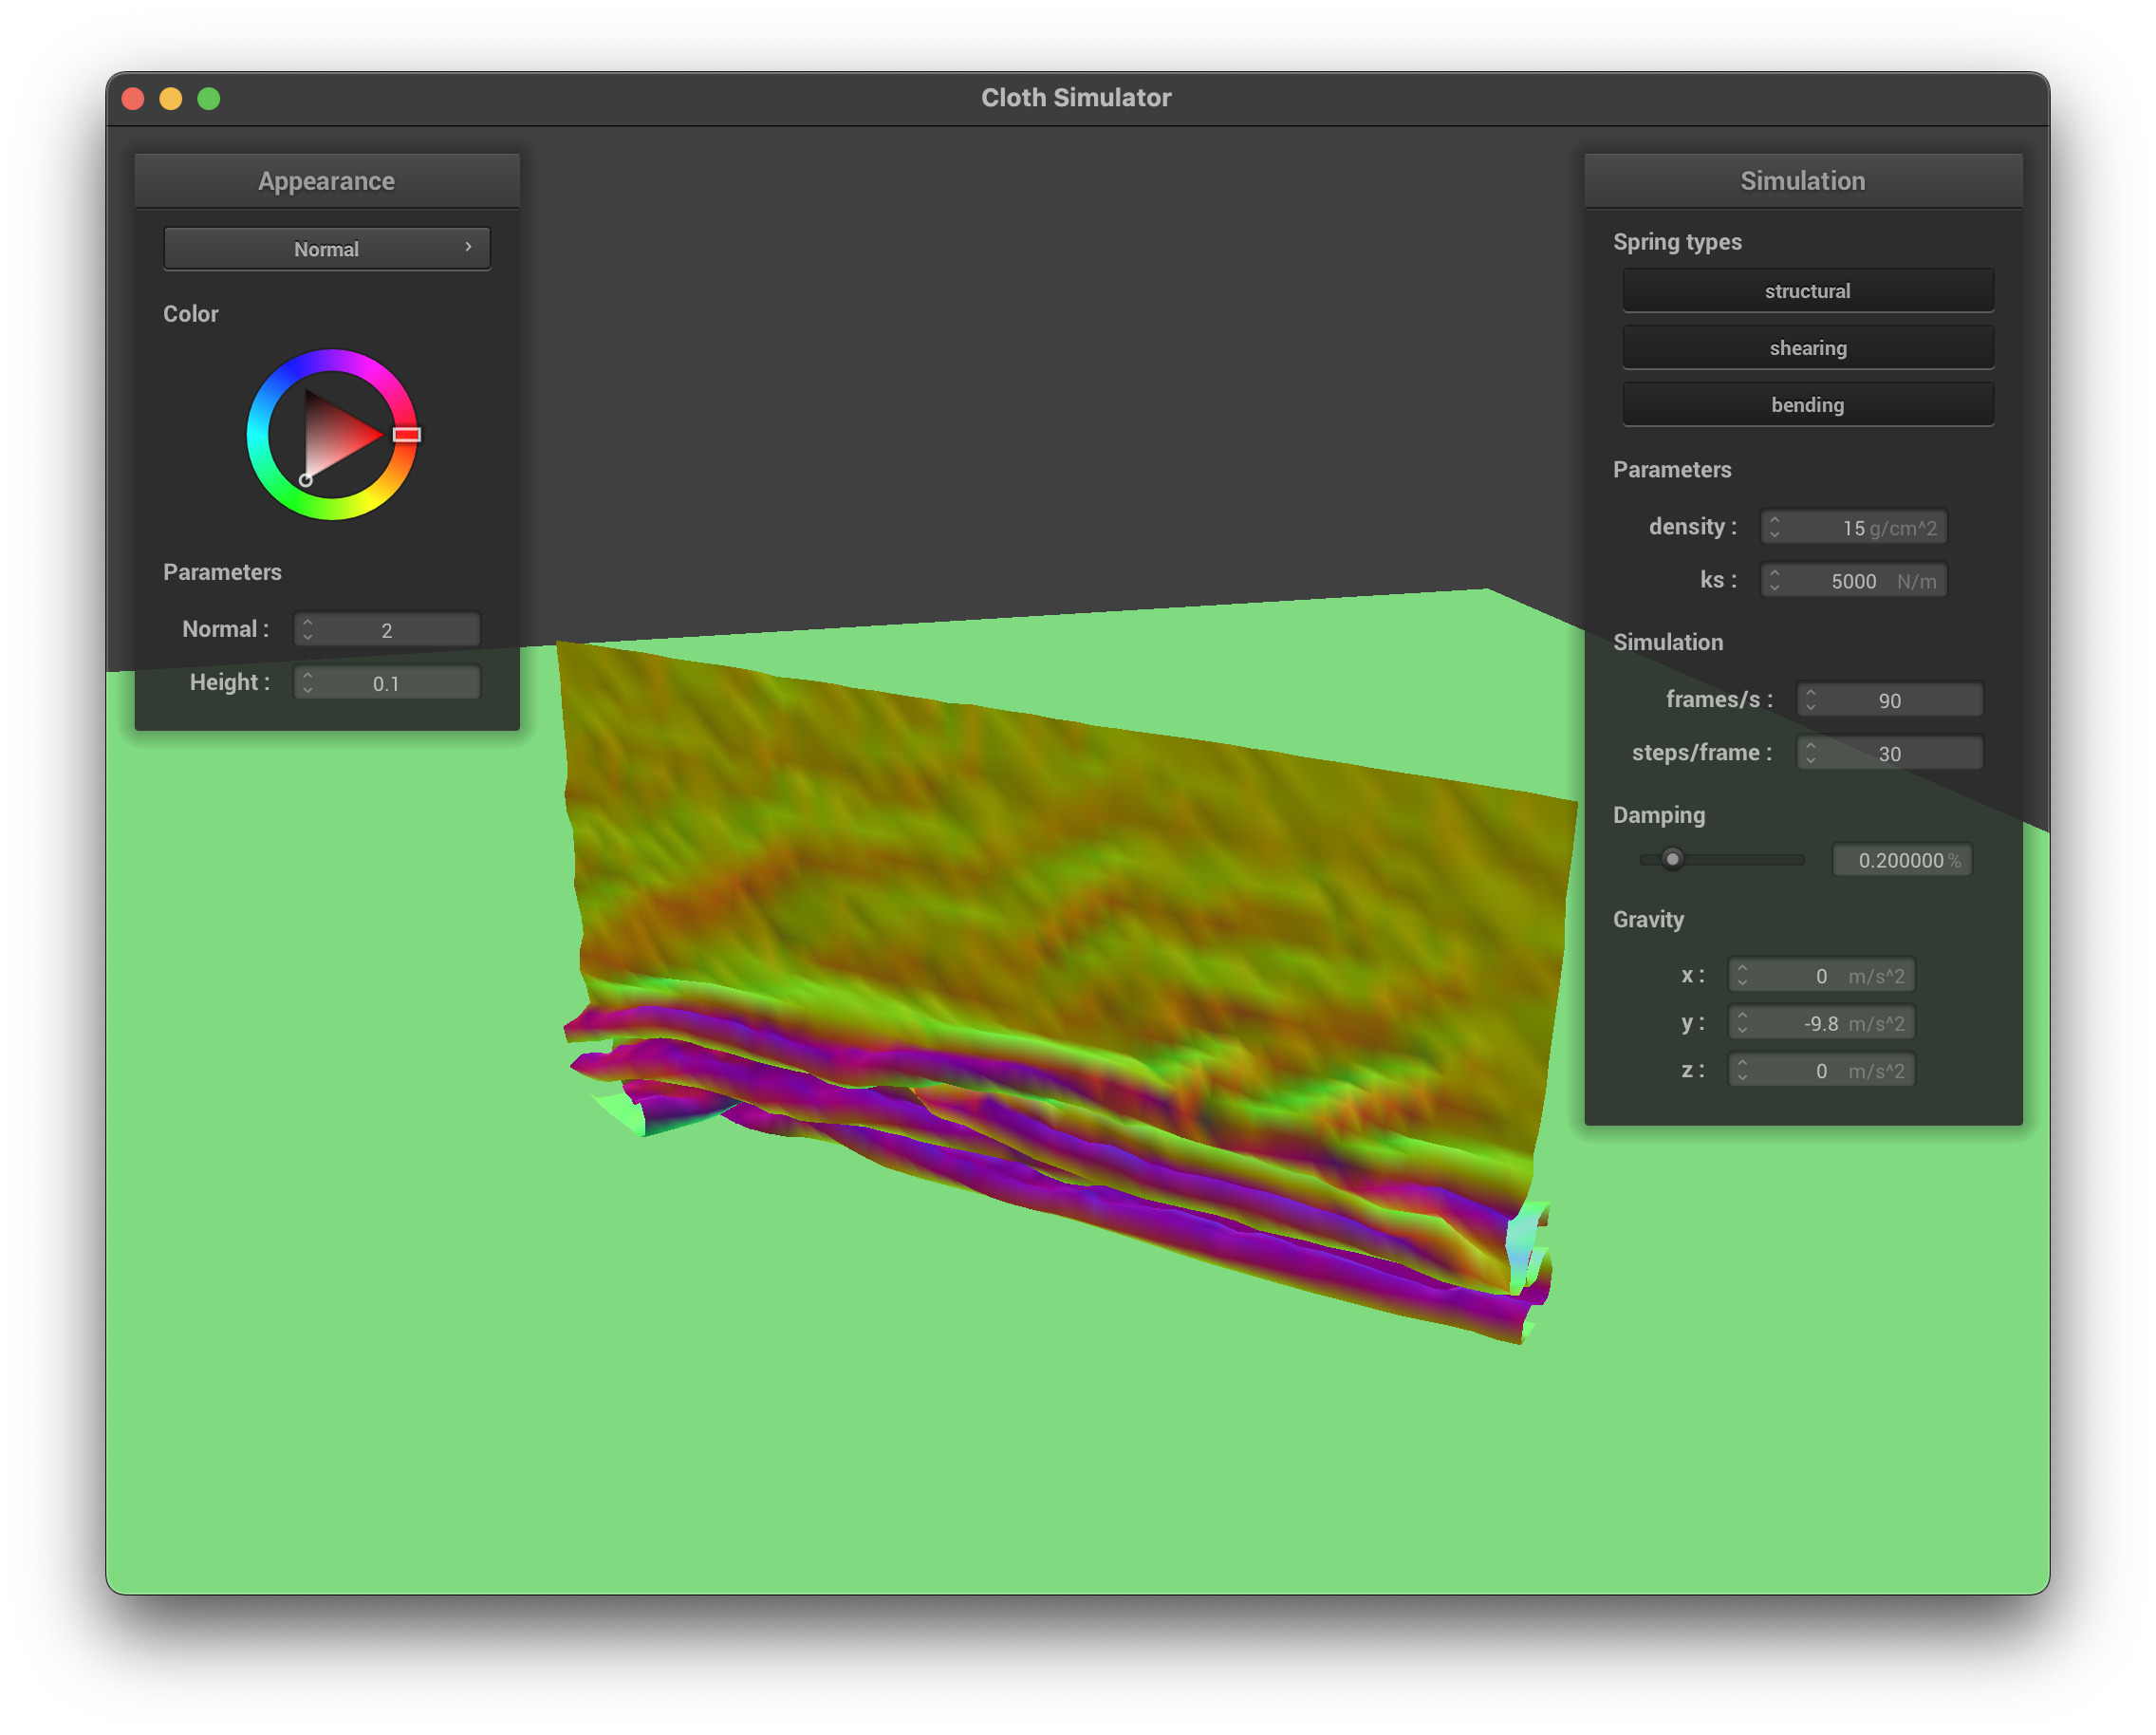 Cloth Simulator
Appearance
Normal
Color
Parameters
Normal : 2
Height : 0.1
Simulation
Spring types
structural
shearing
bending
Parameters
density : 15 g/cm^2
ks : 5000 N/m
Simulation
frames/s : 90
steps/frame : 30
Damping
0.200000 %
Gravity
x : 0 m/s^2
y : -9.8 m/s^2
z : 0 m/s^2